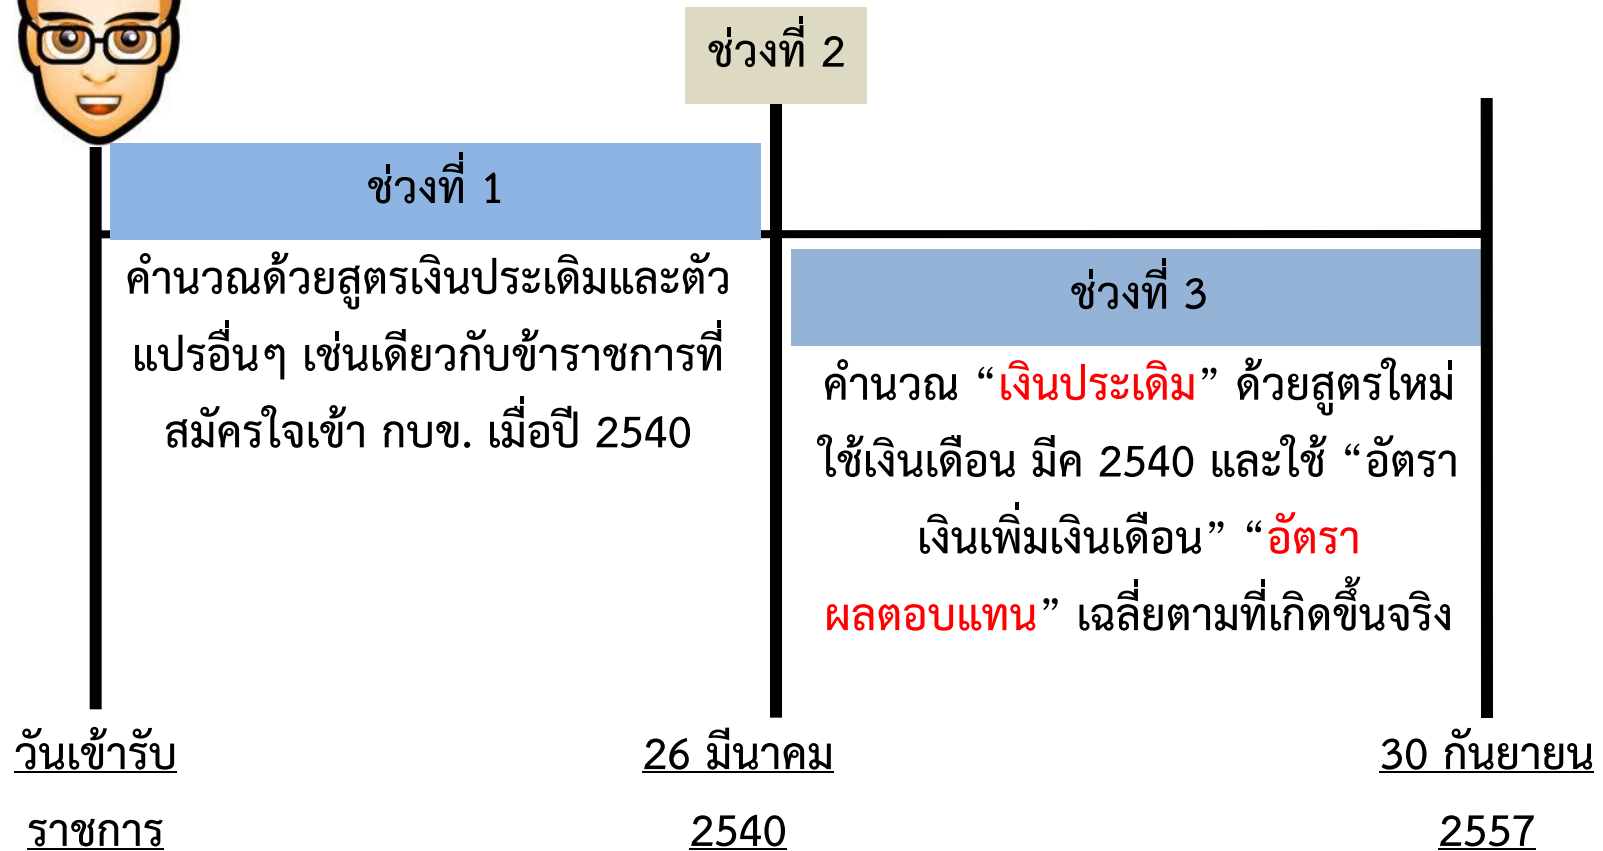 ช่วงที่ 2
ช่วงที่ 1
คำนวณด้วยสูตรเงินประเดิมและตัว
แปรอื่นๆ เช่นเดียวกับข้าราชการที่
สมัครใจเข้า กบข. เมื่อปี 2540
ช่วงที่ 3
คำนวณ “เงินประเดิม” ด้วยสูตรใหม่
ใช้เงินเดือน มีค 2540 และใช้ “อัตรา
เงินเพิ่มเงินเดือน” “อัตรา
ผลตอบแทน” เฉลี่ยตามที่เกิดขึ้นจริง
วันเข้ารับ
ราชการ
26 มีนาคม
2540
30 กันยายน
2557